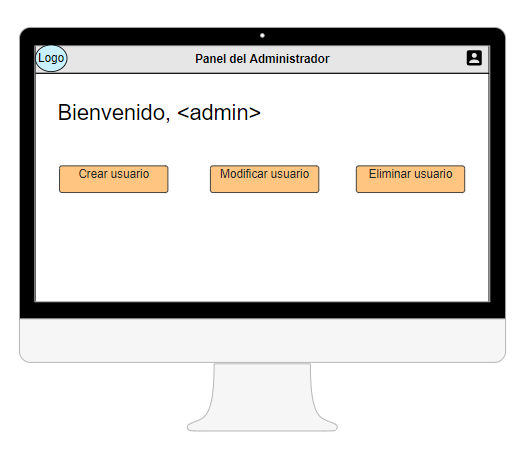 Logo
Panel del Administrador
Bienvenido, <admin>
Crear usuario
Modificar usuario
Eliminar usuario